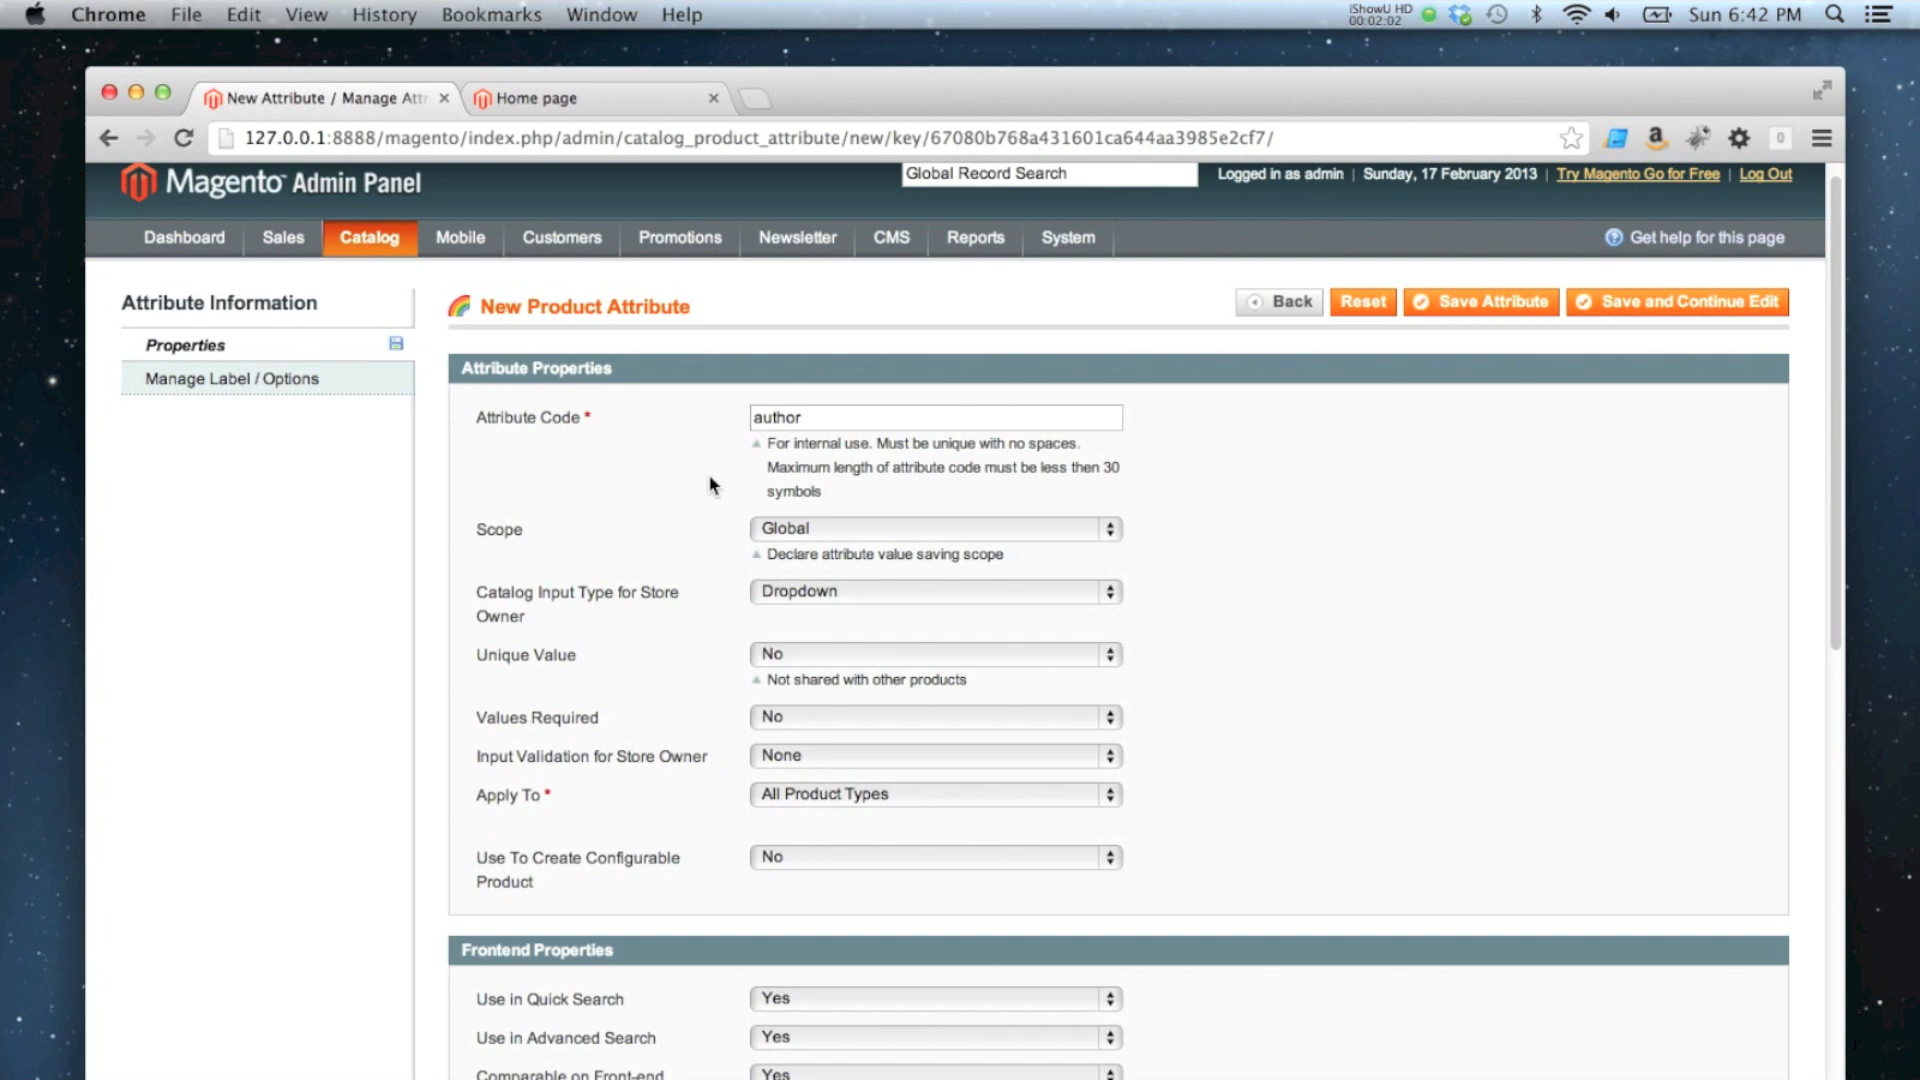 Chrome File Edit View History Bookmarks Window Help iShowU HD 00:02:02 Sun 6:42 PM
New Attribute / Manage Attr Home page
127.0.0.1:8888/magento/index.php/admin/catalog_product_attribute/new/key/67080b768a431601ca644aa3985e2cf7/ 0
Magento Admin Panel Global Record Search Logged in as admin | Sunday, 17 February 2013 | Try Magento Go for Free | Log Out
Dashboard Sales Catalog Mobile Customers Promotions Newsletter CMS Reports System Get help for this page
Attribute Information
Properties
Manage Label / Options
New Product Attribute Back Reset Save Attribute Save and Continue Edit
Attribute Properties
Attribute Code * author
For internal use. Must be unique with no spaces.
Maximum length of attribute code must be less then 30
symbols
Scope Global
Declare attribute value saving scope
Catalog Input Type for Store Dropdown
Owner
Unique Value No
Not shared with other products
Values Required No
Input Validation for Store Owner None
Apply To * All Product Types
Use To Create Configurable No
Product
Frontend Properties
Use in Quick Search Yes
Use in Advanced Search Yes
Comparable on Front-end Yes